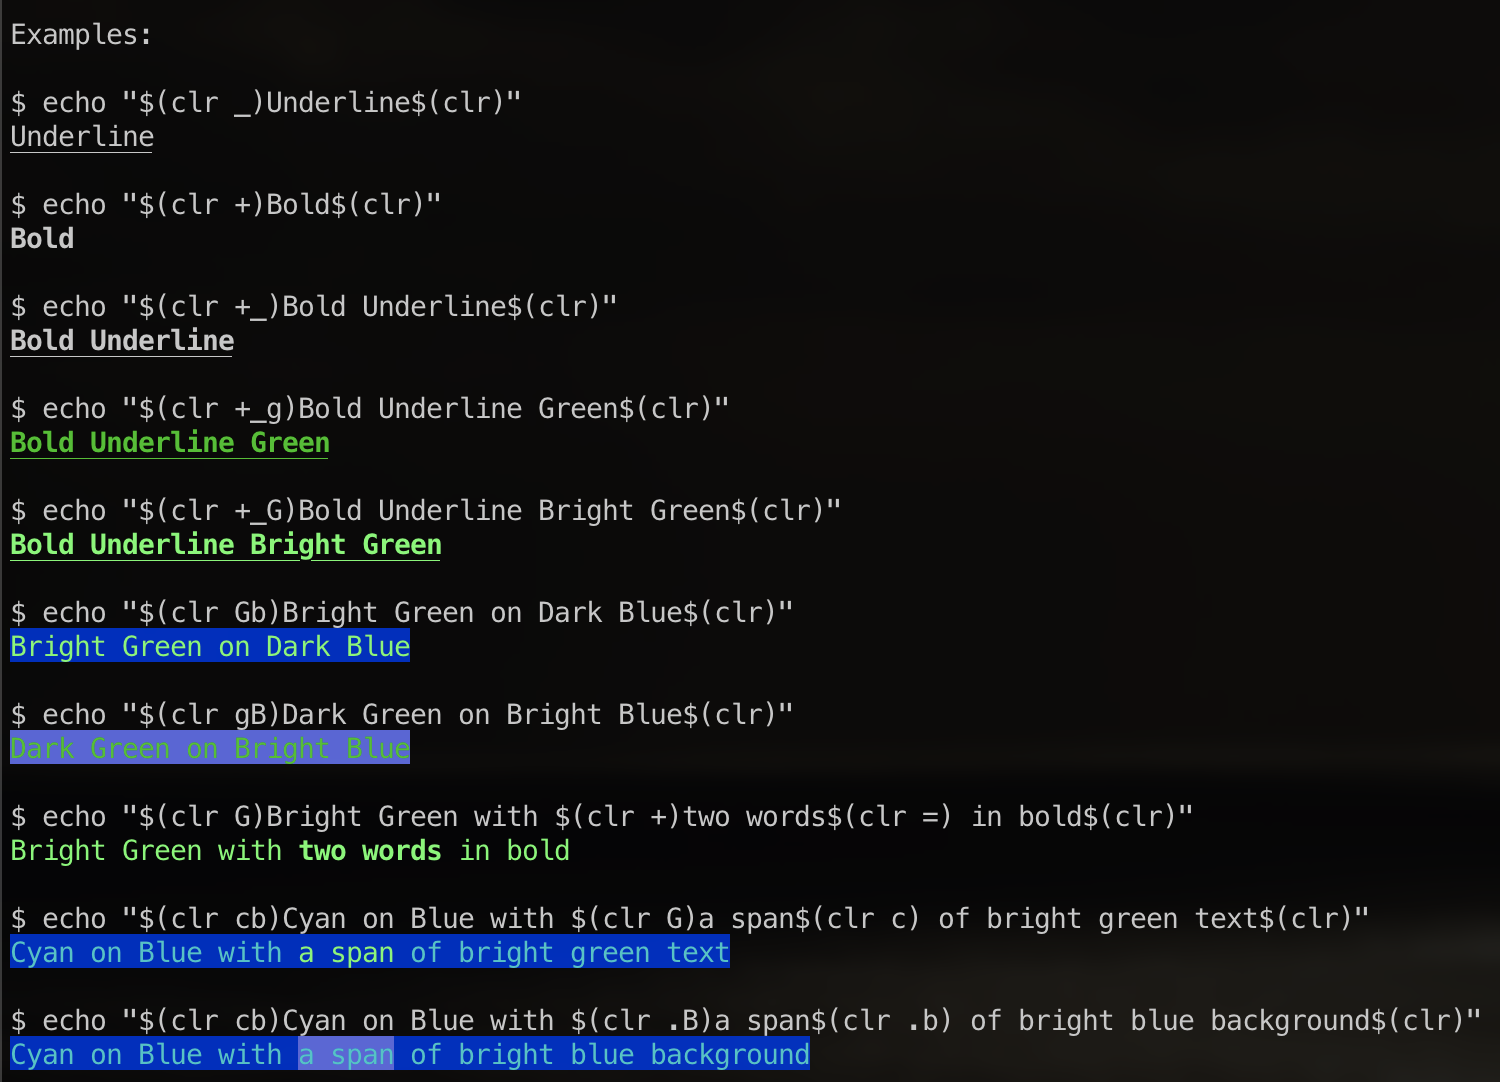 Examples:
$ echo "$(clr _)Underline$(clr)"
Underline
$ echo "$(clr +)Bold$(clr)"
Bold
$ echo "$(clr +_)Bold Underline$(clr)"
Bold Underline
$ echo "$(clr +_g)Bold Underline Green$(clr)"
Bold Underline Green
$ echo "$(clr +_G)Bold Underline Bright Green$(clr)"
Bold Underline Bright Green
$ echo "$(clr Gb)Bright Green on Dark Blue$(clr)"
Bright Green on Dark Blue
$ echo "$(clr gB)Dark Green on Bright Blue$(clr)"
Dark Green on Bright Blue
$ echo "$(clr G)Bright Green with $(clr +)two words$(clr =) in bold$(clr)"
Bright Green with two words in bold
$ echo "$(clr cb)Cyan on Blue with $(clr G)a span$(clr c) of bright green text$(clr)"
Cyan on Blue with a span of bright green text
$ echo "$(clr cb)Cyan on Blue with $(clr .B)a span$(clr .b) of bright blue background$(clr)"
Cyan on Blue with a span of bright blue background